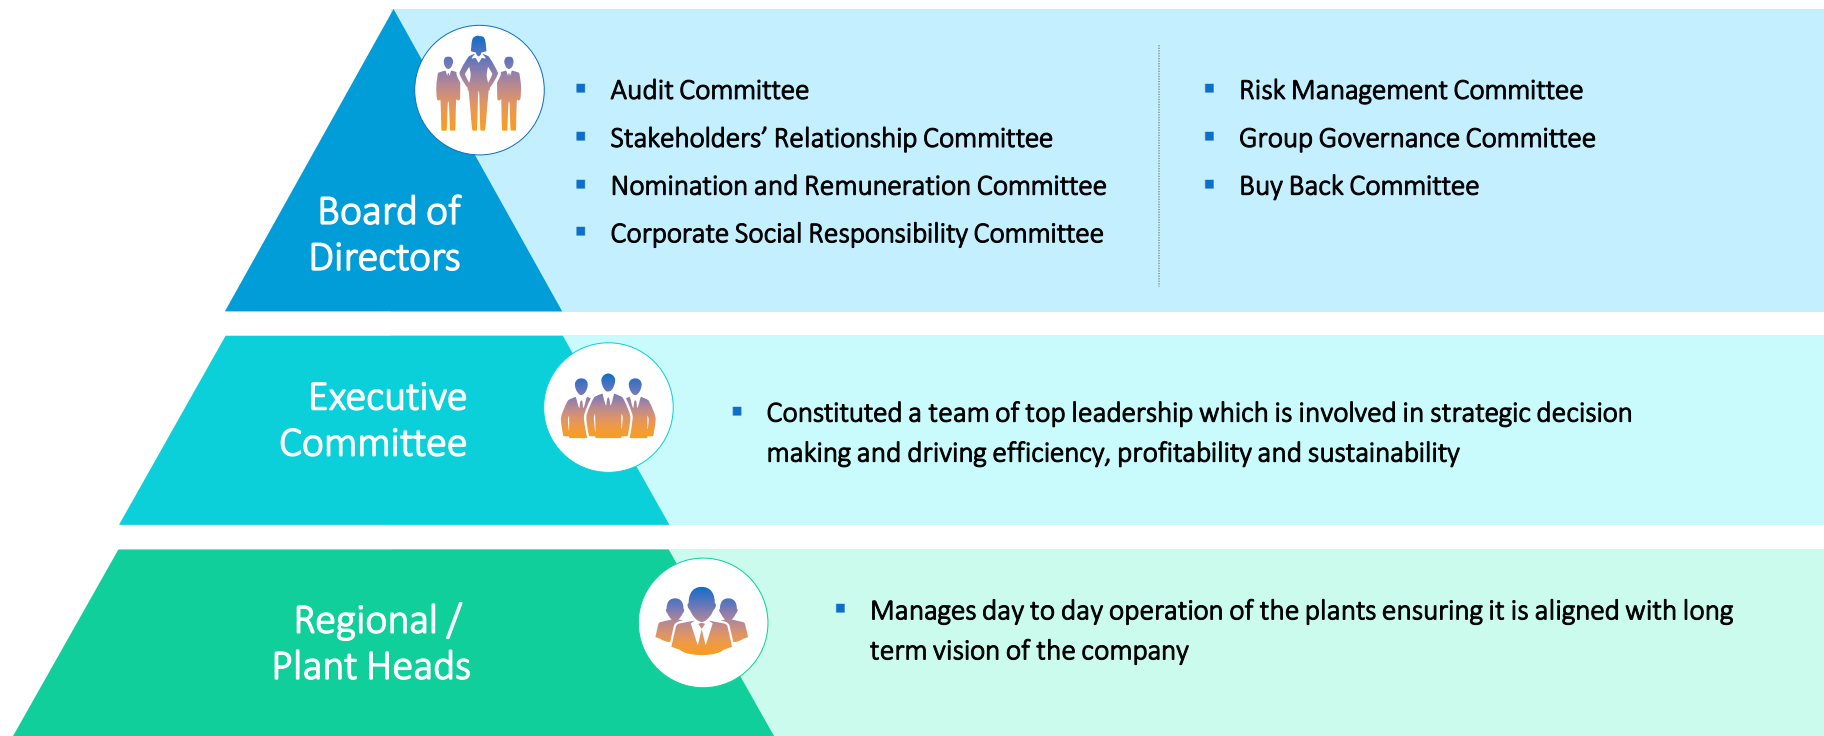 Board of
Directors
▪ Audit Committee
▪ Stakeholders’ Relationship Committee
▪ Nomination and Remuneration Committee
▪ Corporate Social Responsibility Committee
▪ Risk Management Committee
▪ Group Governance Committee
▪ Buy Back Committee
Executive
Committee
▪ Constituted a team of top leadership which is involved in strategic decision
making and driving efficiency, profitability and sustainability
Regional /
Plant Heads
▪ Manages day to day operation of the plants ensuring it is aligned with long
term vision of the company